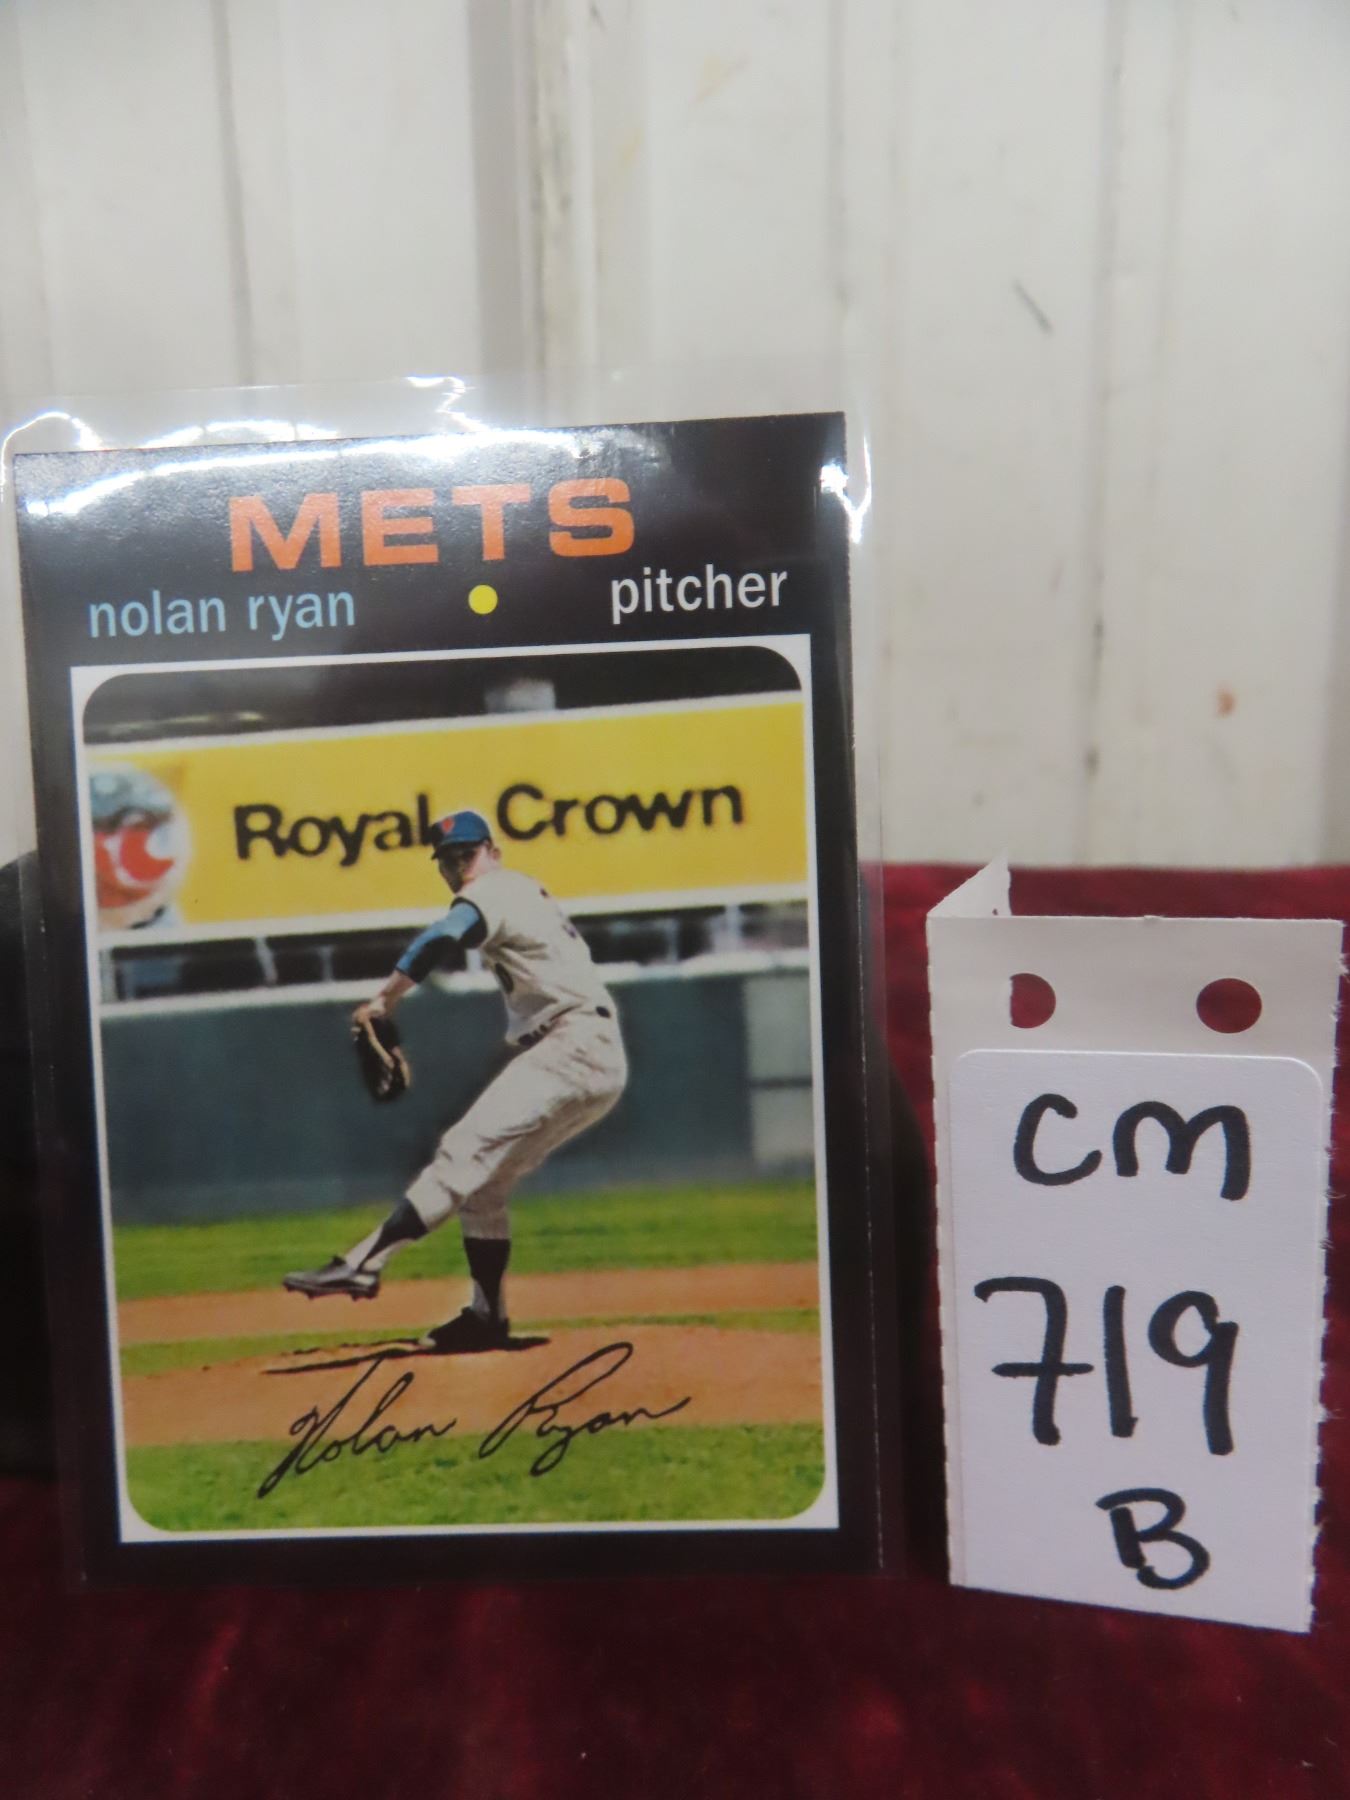 METS
nolan ryan • pitcher
Royal Crown
Nolan Ryan
CM
719
B